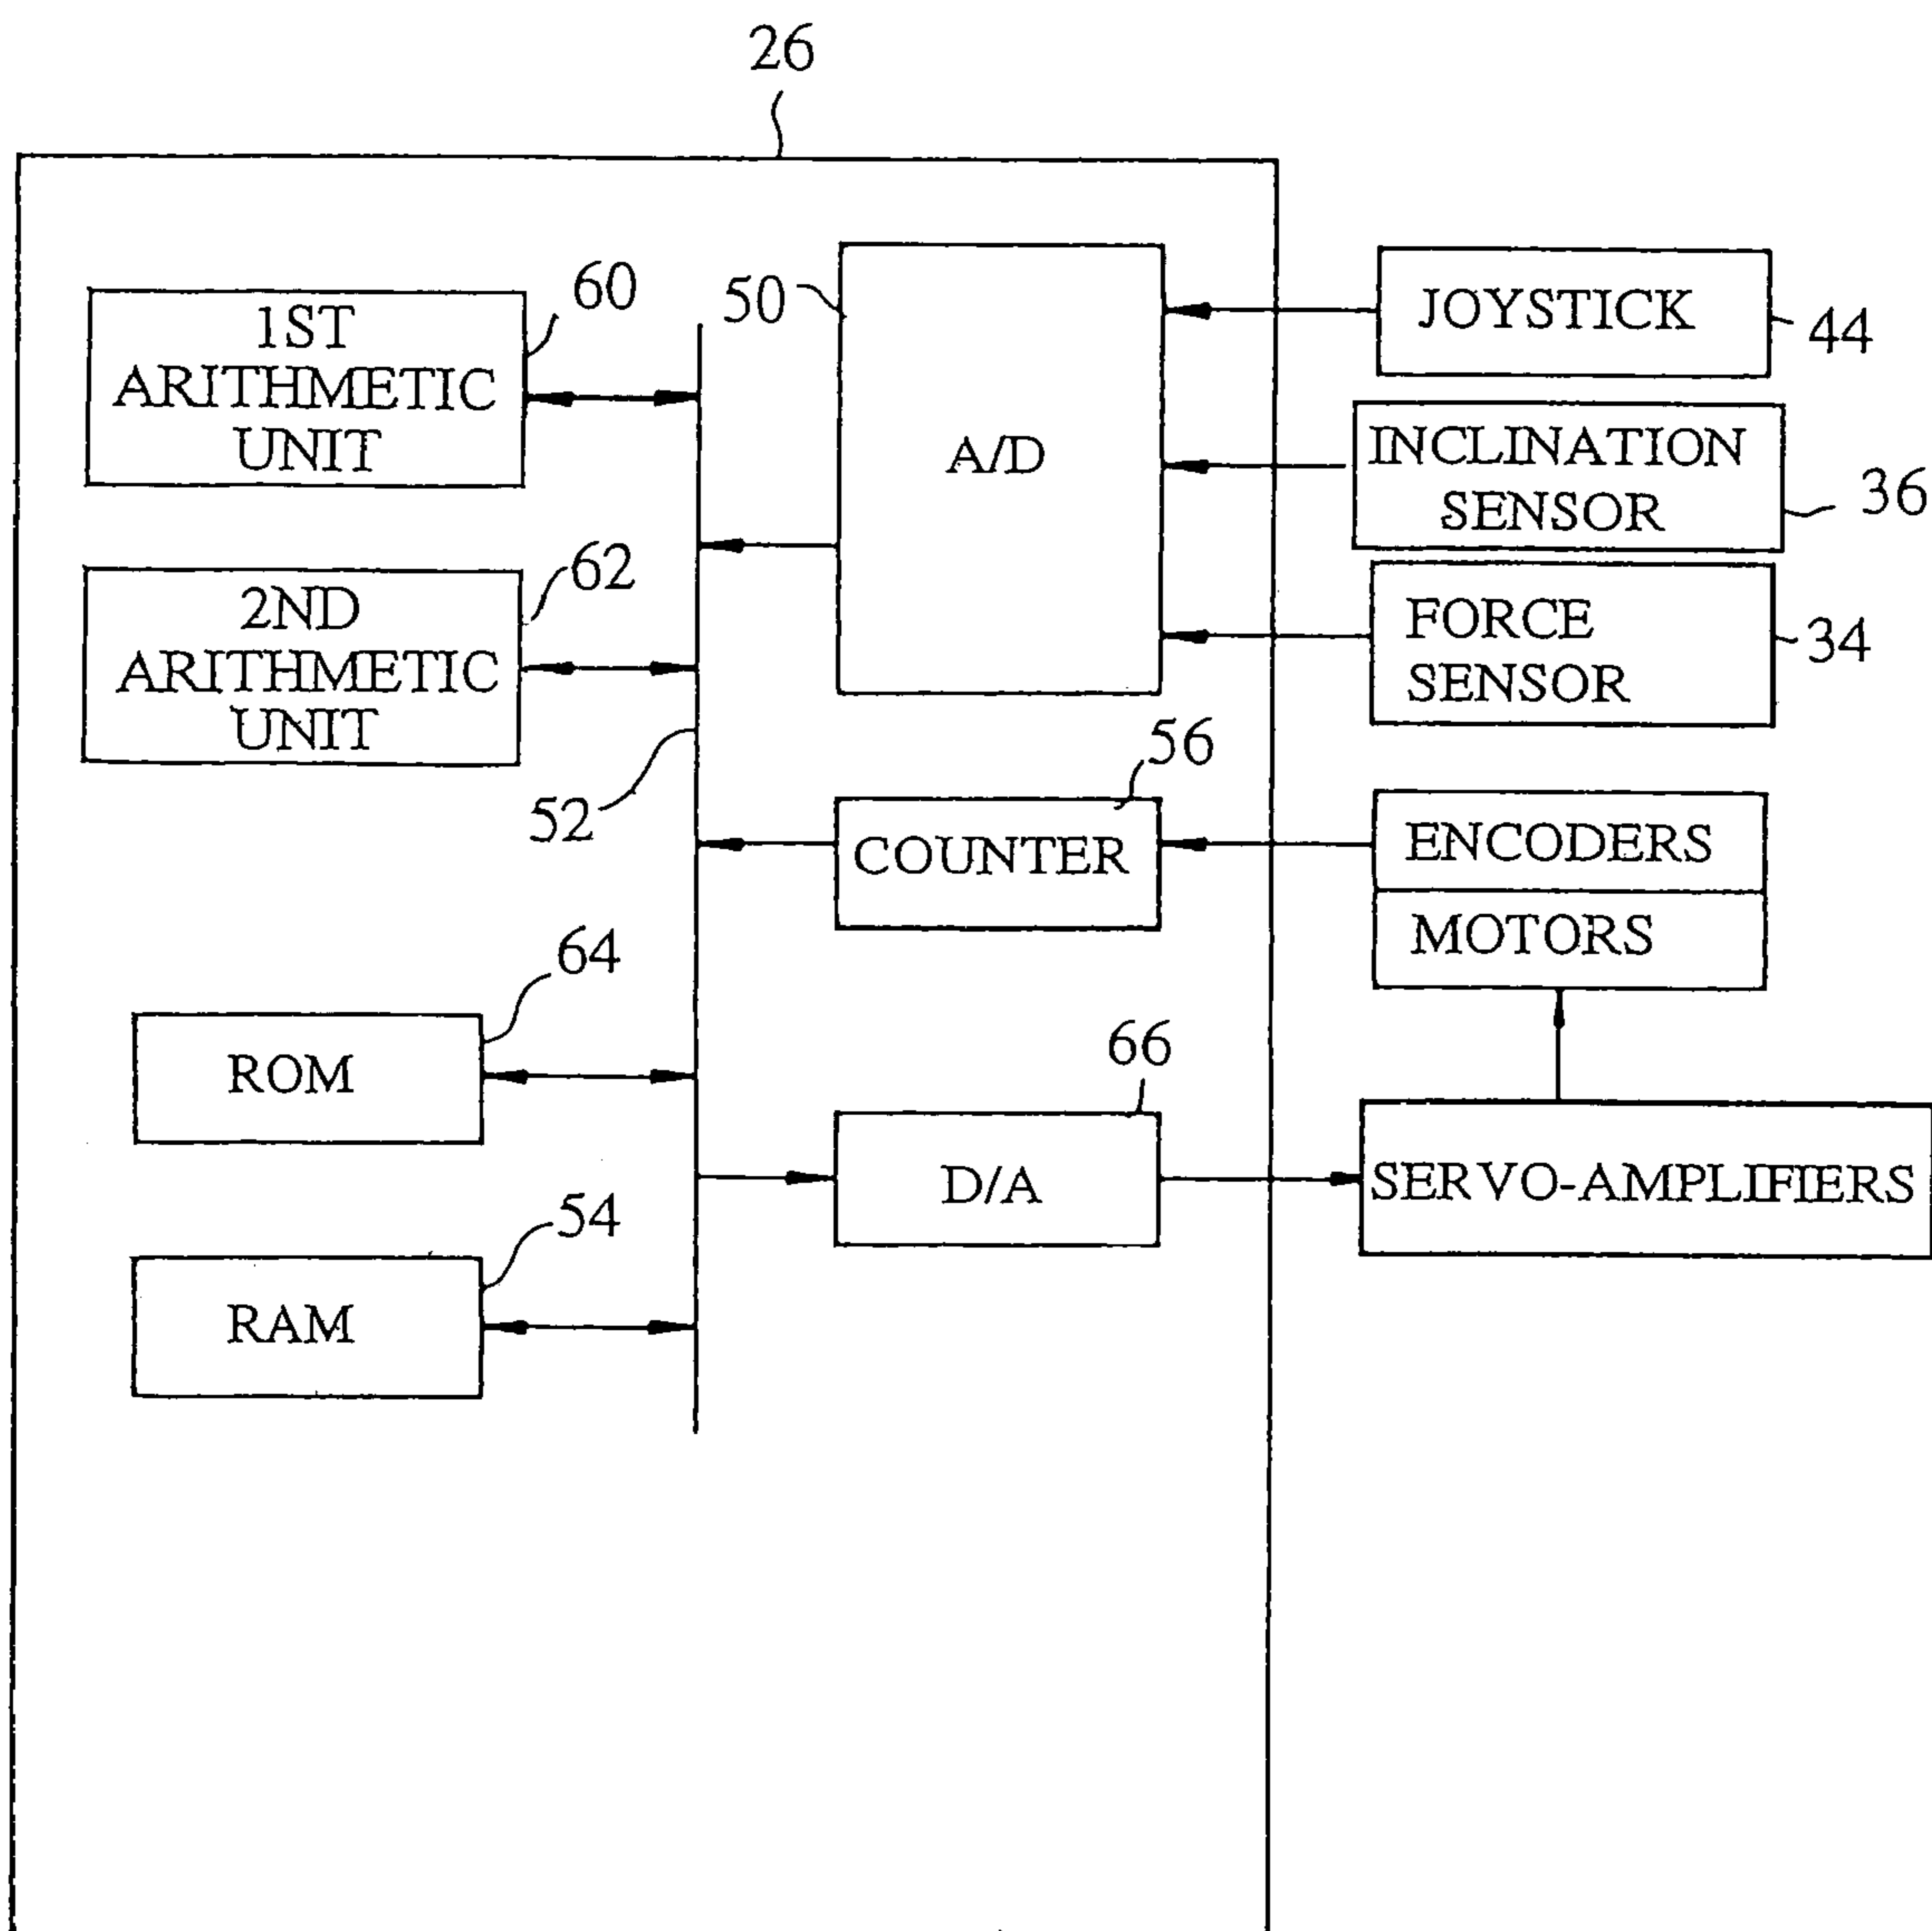 26
1ST
ARITHMETIC
UNIT
60
50
A/D
JOYSTICK
44
INCLINATION
SENSOR
36
2ND
ARITHMETIC
UNIT
62
FORCE
SENSOR
34
52
56
COUNTER
ENCODERS
MOTORS
64
ROM
66
D/A
SERVO-AMPLIFIERS
54
RAM